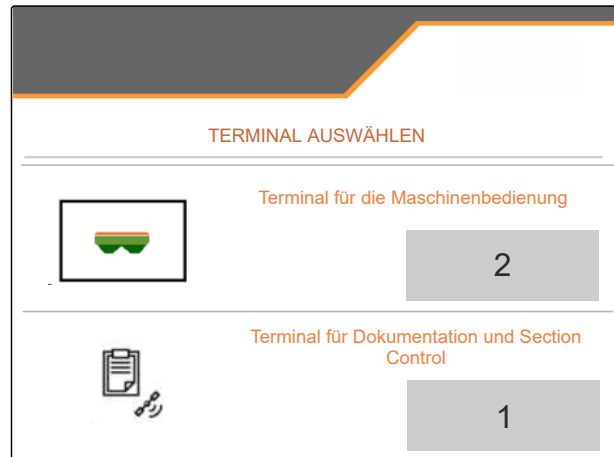 TERMINAL AUSWÄHLEN
Terminal für die Maschinenbedienung
2
Terminal für Dokumentation und Section
Control
1